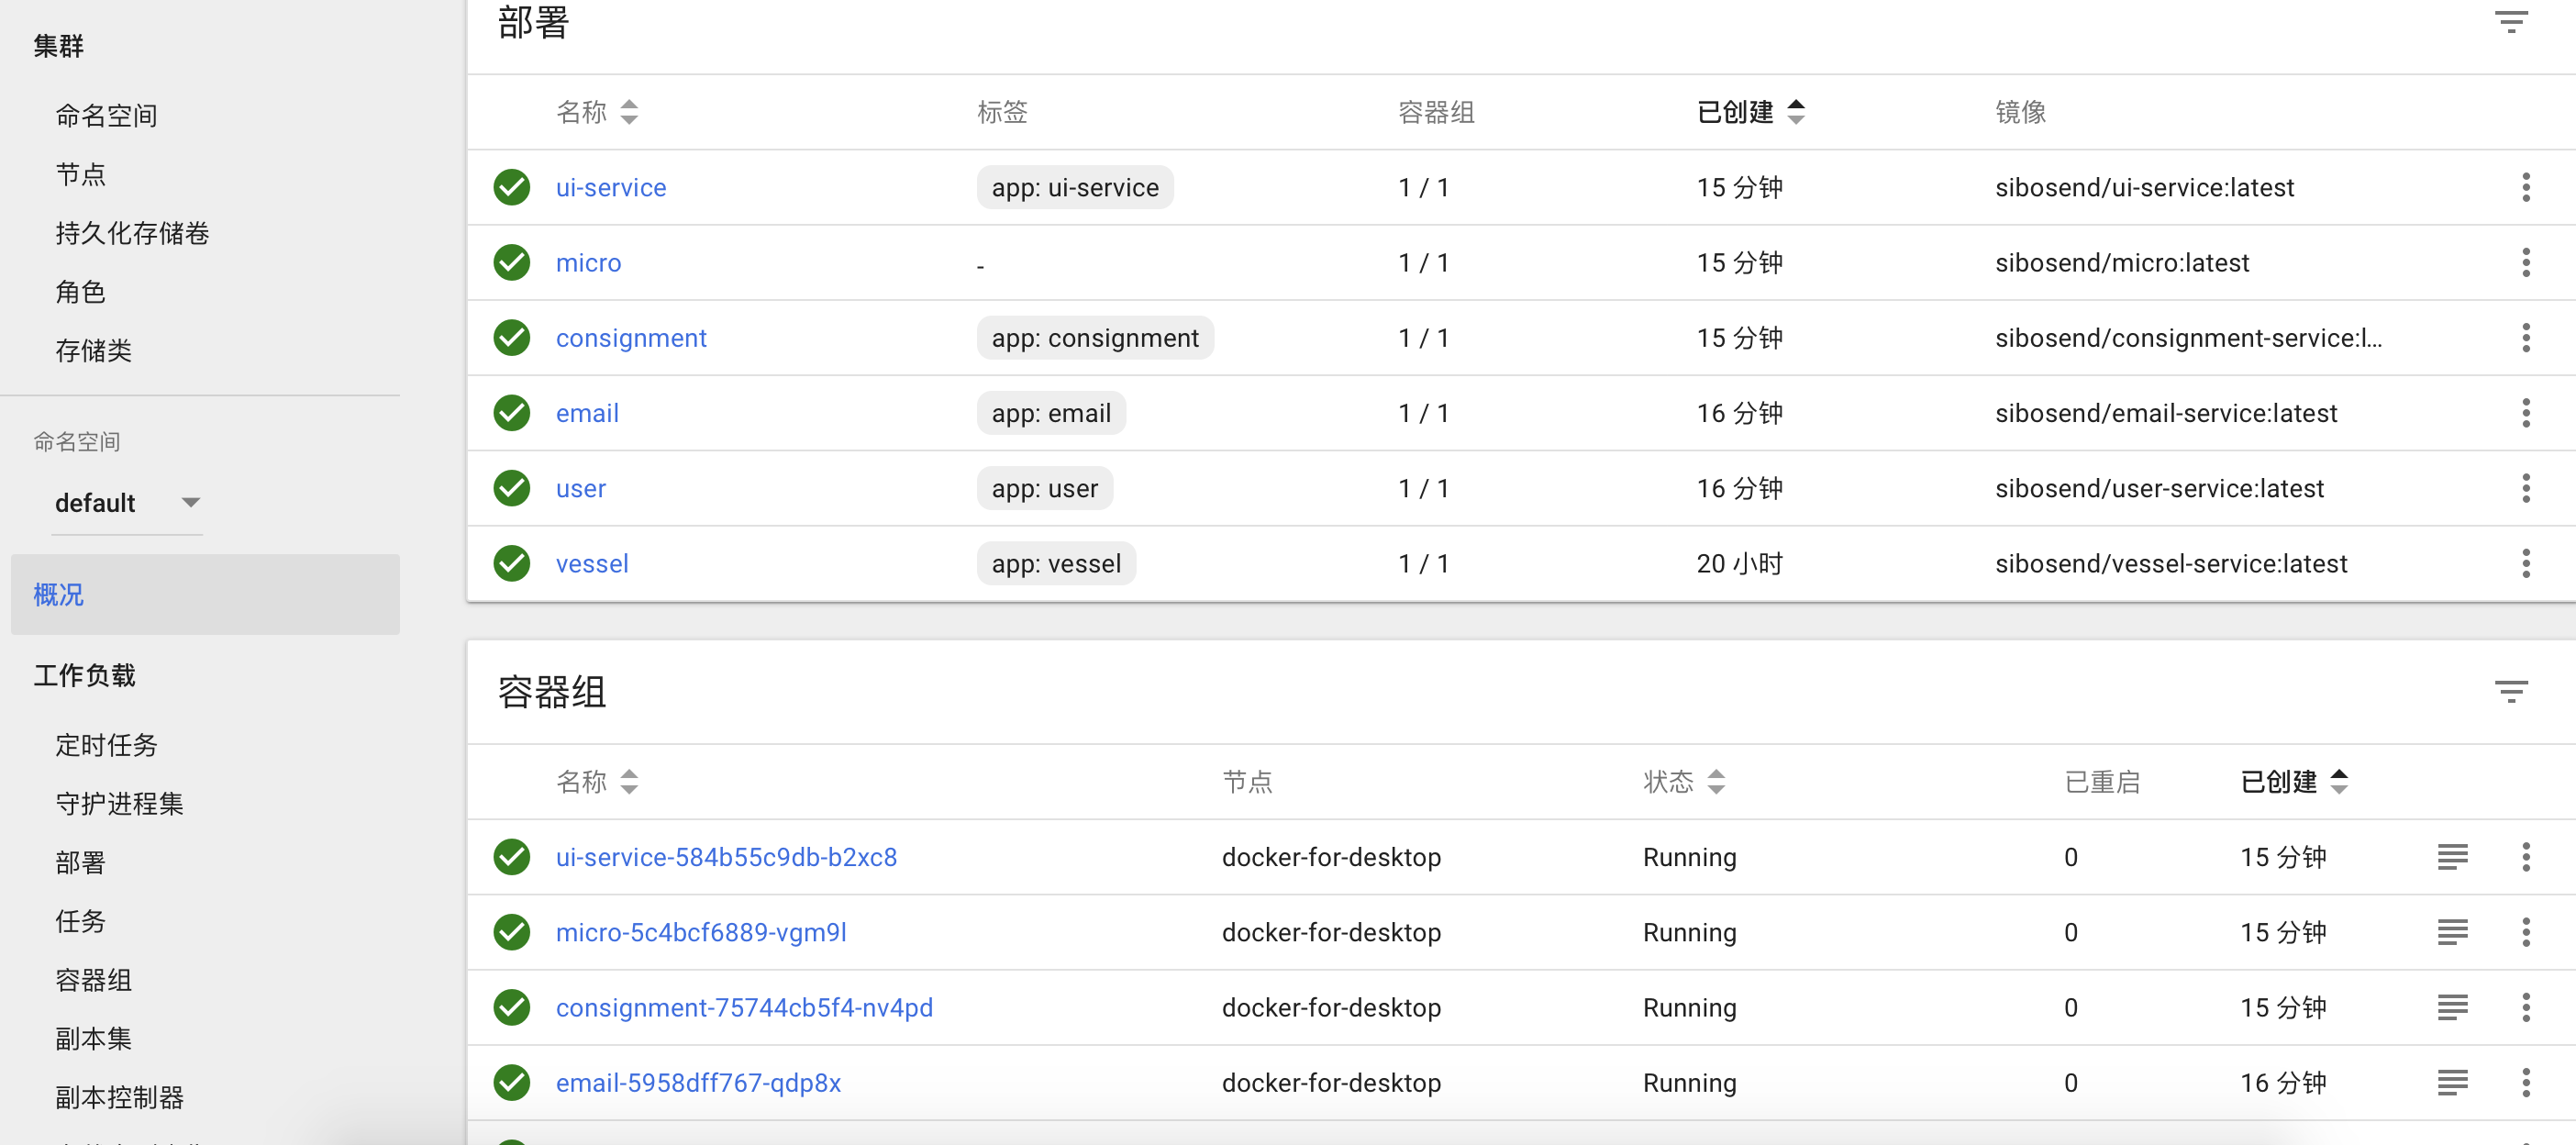 集群
命名空间
节点
持久化存储卷
角色
存储类
命名空间
default
概况
工作负载
定时任务
守护进程集
部署
任务
容器组
副本集
副本控制器
部署
名称 标签 容器组 已创建 镜像
ui-service app: ui-service 1 / 1 15 分钟 sibosend/ui-service:latest
micro - 1 / 1 15 分钟 sibosend/micro:latest
consignment app: consignment 1 / 1 15 分钟 sibosend/consignment-service:l...
email app: email 1 / 1 16 分钟 sibosend/email-service:latest
user app: user 1 / 1 16 分钟 sibosend/user-service:latest
vessel app: vessel 1 / 1 20 小时 sibosend/vessel-service:latest
容器组
名称 节点 状态 已重启 已创建
ui-service-584b55c9db-b2xc8 docker-for-desktop Running 0 15 分钟
micro-5c4bcf6889-vgm9l docker-for-desktop Running 0 15 分钟
consignment-75744cb5f4-nv4pd docker-for-desktop Running 0 15 分钟
email-5958dff767-qdp8x docker-for-desktop Running 0 16 分钟